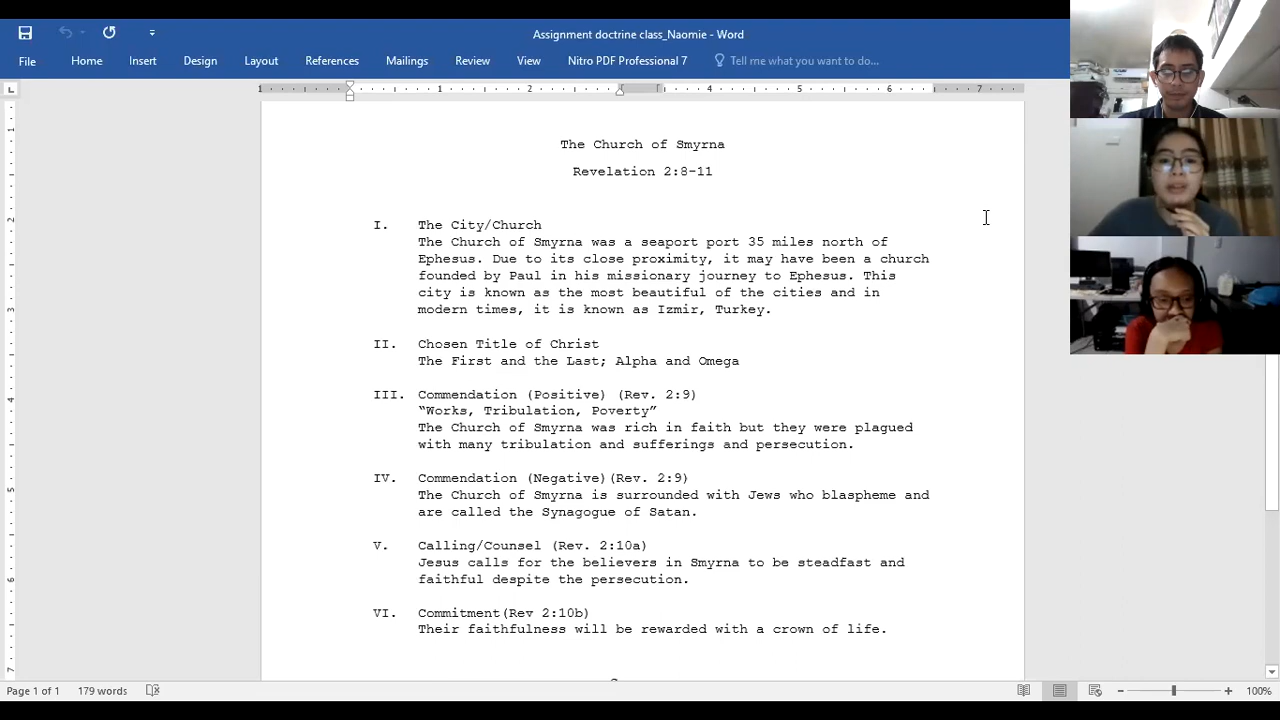 Assignment doctrine class_Naomie - Word
File Home Insert Design Layout References Mailings Review View Nitro PDF Professional 7 Tell me what you want to do...
1 1 2 4 5 6 7
The Church of Smyrna
Revelation 2:8-11
I. The City/Church
The Church of Smyrna was a seaport port 35 miles north of
Ephesus. Due to its close proximity, it may have been a church
founded by Paul in his missionary journey to Ephesus. This
city is known as the most beautiful of the cities and in
modern times, it is known as Izmir, Turkey.
II. Chosen Title of Christ
The First and the Last; Alpha and Omega
III. Commendation (Positive) (Rev. 2:9)
“Works, Tribulation, Poverty”
The Church of Smyrna was rich in faith but they were plagued
with many tribulation and sufferings and persecution.
IV. Commendation (Negative)(Rev. 2:9)
The Church of Smyrna is surrounded with Jews who blaspheme and
are called the Synagogue of Satan.
V. Calling/Counsel (Rev. 2:10a)
Jesus calls for the believers in Smyrna to be steadfast and
faithful despite the persecution.
VI. Commitment(Rev 2:10b)
Their faithfulness will be rewarded with a crown of life.
Page 1 of 1 179 words 100%